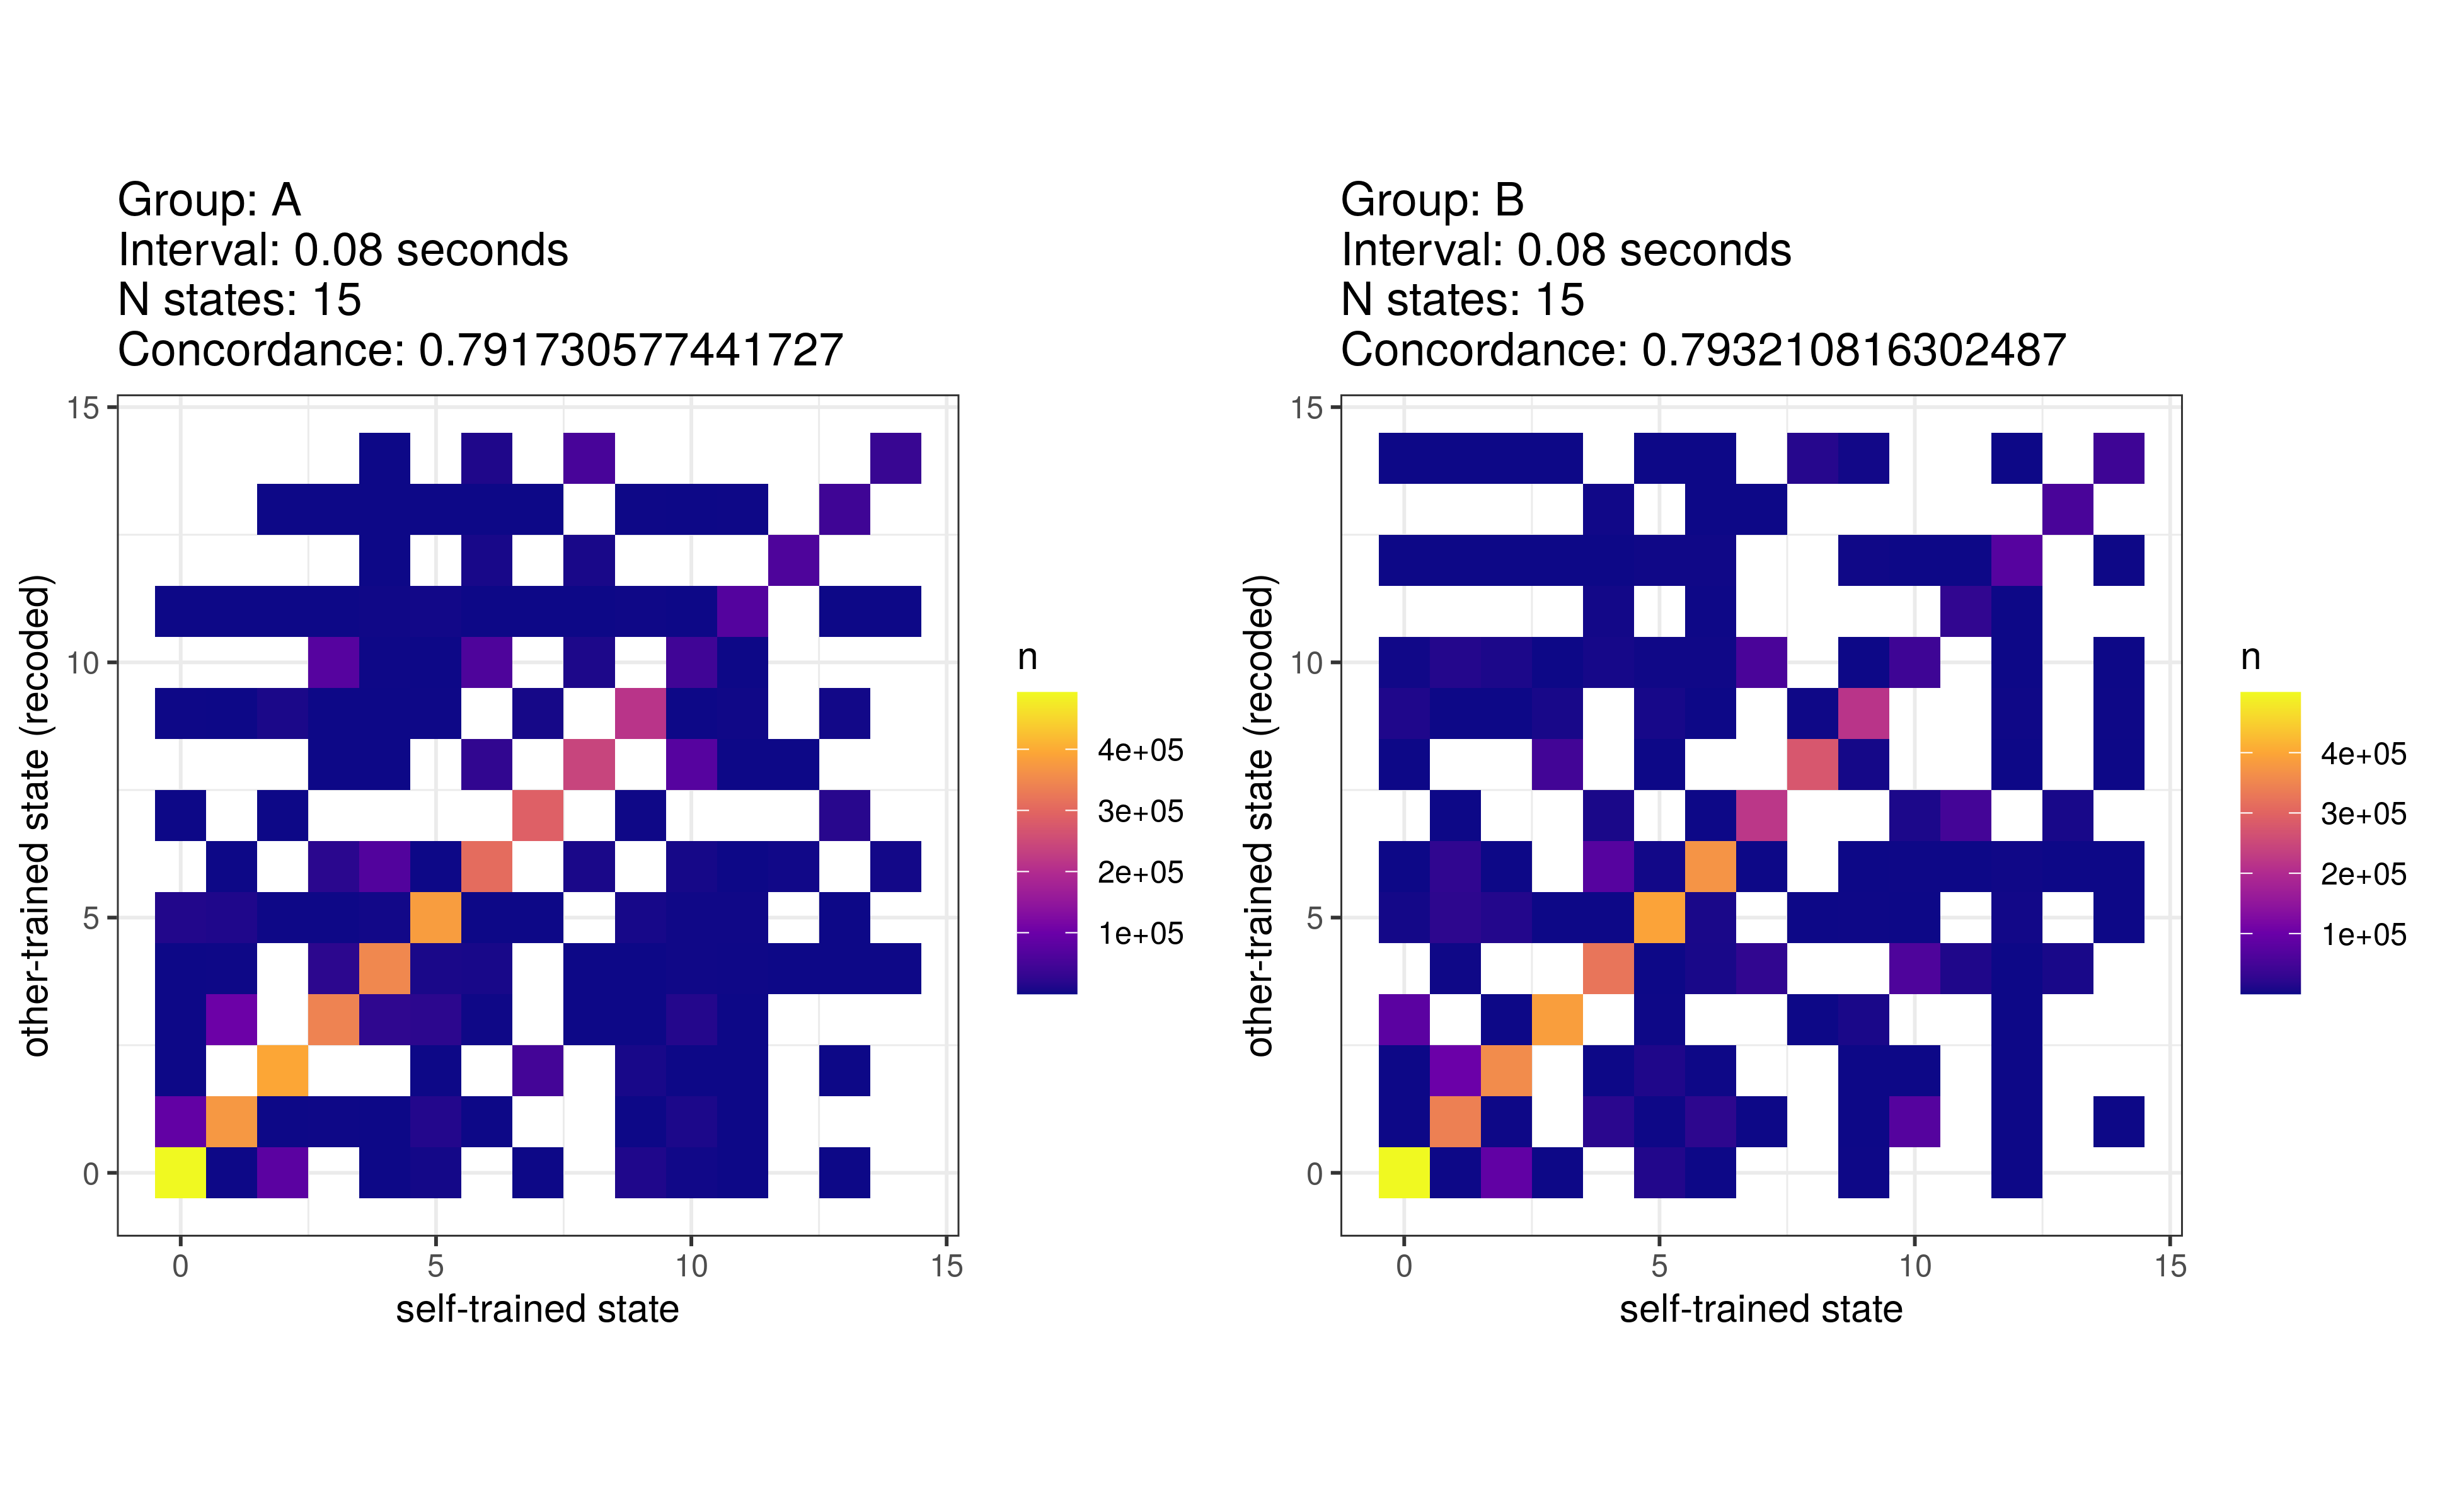 Group: A
Interval: 0.08 seconds
N states: 15
Concordance: 0.791730577441727
15
10
5
0
other-trained state (recoded)
0 5 10 15
self-trained state
n
4e+05
3e+05
2e+05
1e+05
Group: B
Interval: 0.08 seconds
N states: 15
Concordance: 0.793210816302487
15
10
5
0
other-trained state (recoded)
0 5 10 15
self-trained state
n
4e+05
3e+05
2e+05
1e+05